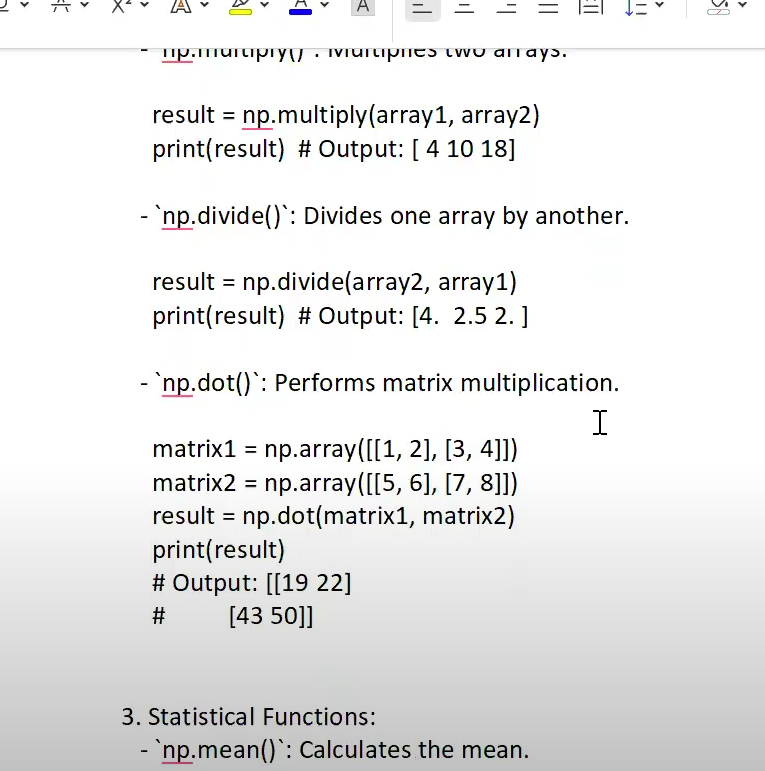 - `np.multiply()`: Multiplies two arrays.
result = np.multiply(array1, array2)
print(result)  # Output: [ 4 10 18]
- `np.divide()`: Divides one array by another.
result = np.divide(array2, array1)
print(result)  # Output: [4.  2.5 2. ]
- `np.dot()`: Performs matrix multiplication.
matrix1 = np.array([[1, 2], [3, 4]])
matrix2 = np.array([[5, 6], [7, 8]])
result = np.dot(matrix1, matrix2)
print(result)
# Output: [[19 22]
#         [43 50]]
3. Statistical Functions:
- `np.mean()`: Calculates the mean.